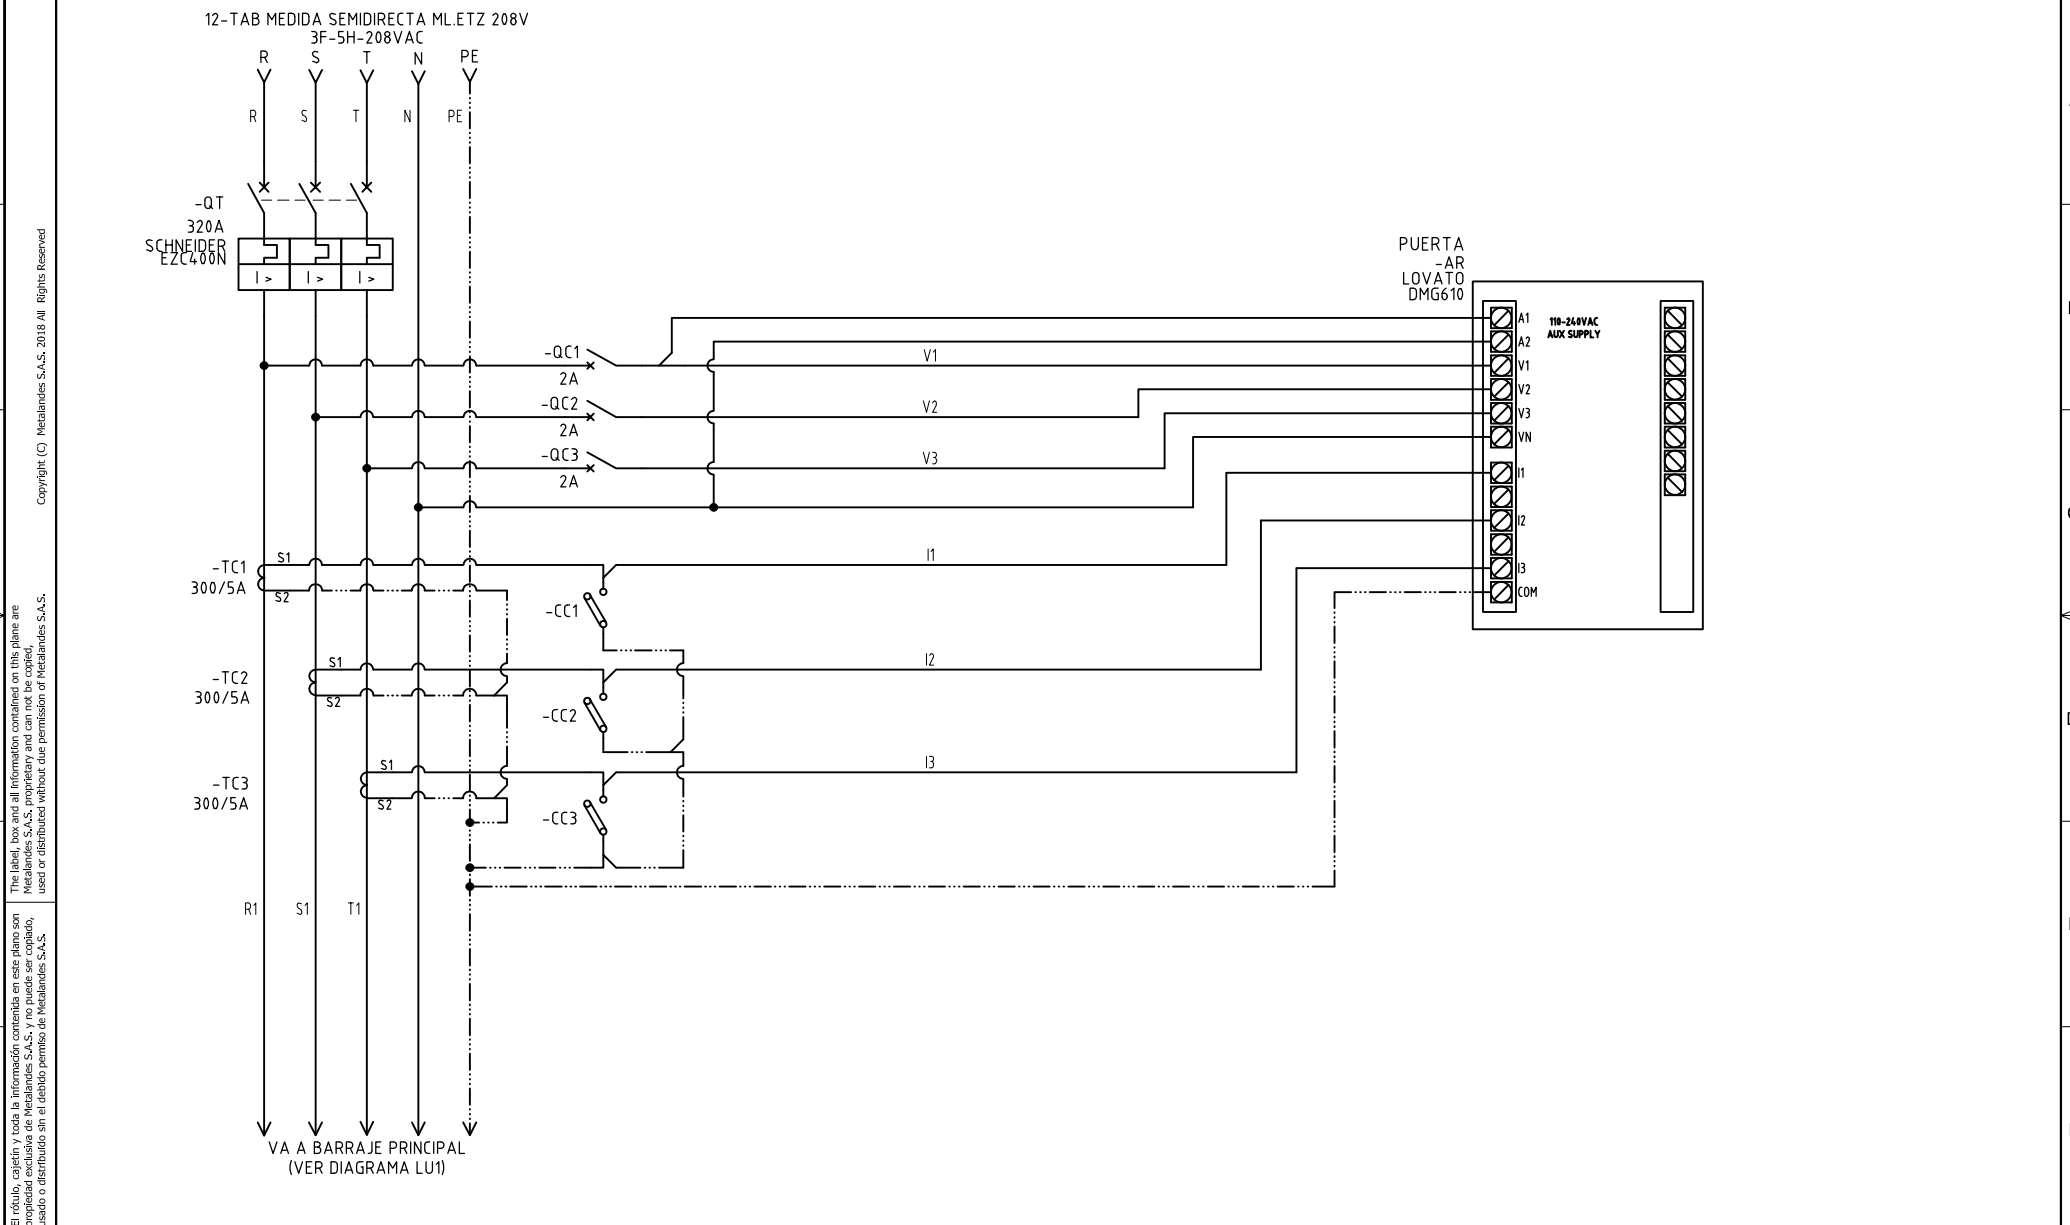 12-TAB MEDIDA SEMIDIRECTA ML.ETZ 208V
3F-5H-208VAC
R S T N PE
R S T N PE
-QT
320A
SCHNEIDER
EZC400N
PUERTA
-AR
LOVATO
DMG610
A1
110-240VAC
AUX SUPPLY
A2
V1
V2
V3
VN
I1
I2
I3
COM
-QC1
2A
V1
-QC2
2A
V2
-QC3
2A
V3
-TC1
300/5A
S1
S2
I1
-CC1
-TC2
300/5A
S1
S2
I2
-CC2
-TC3
300/5A
S1
S2
I3
-CC3
R1 S1 T1
VA A BARRAJE PRINCIPAL
(VER DIAGRAMA LU1)
Copyright (C) Metalandes S.A.S. 2018 All Rights Reserved
The label, box and all information contained on this plane are
Metalandes S.A.S. proprietary and can not be copied,
used or distributed without due permission of Metalandes S.A.S.
El rótulo, cajetín y toda la información contenida en este plano son
propiedad exclusiva de Metalandes S.A.S. y no puede ser copiado,
usado o distribuido sin el debido permiso de Metalandes S.A.S.